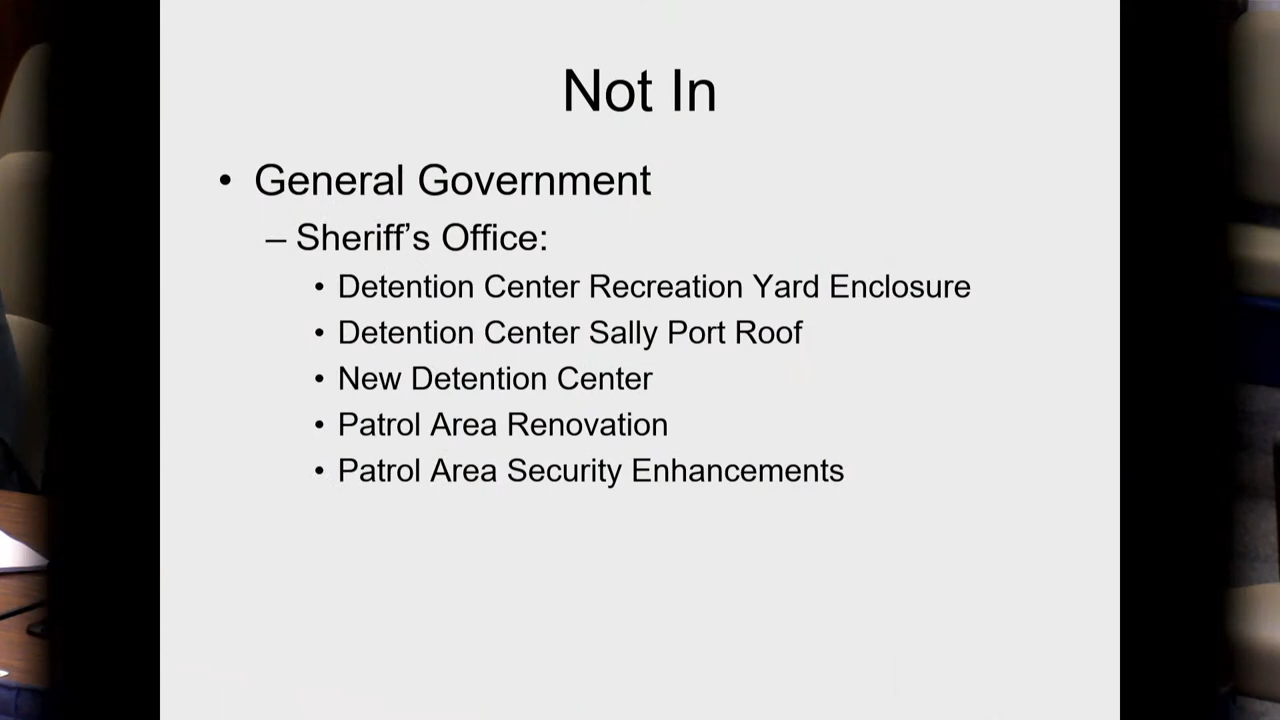 Not In
• General Government
– Sheriff's Office:
• Detention Center Recreation Yard Enclosure
• Detention Center Sally Port Roof
• New Detention Center
• Patrol Area Renovation
• Patrol Area Security Enhancements